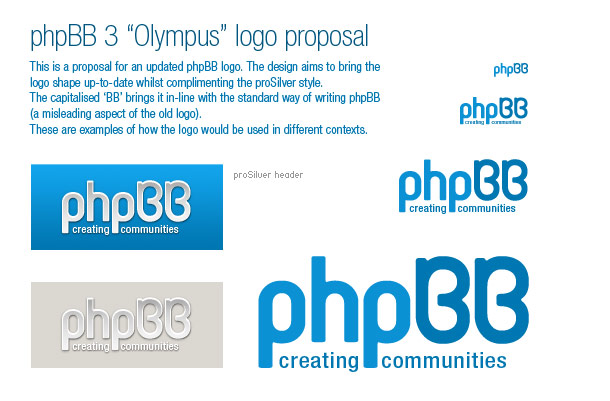 phpBB 3 “Olympus” logo proposal
This is a proposal for an updated phpBB logo. The design aims to bring the
logo shape up-to-date whilst complimenting the proSilver style.
The capitalised ‘BB’ brings it in-line with the standard way of writing phpBB
(a misleading aspect of the old logo).
These are examples of how the logo would be used in different contexts.
phpBB
phpBB
creating communities
proSilver header
phpBB
creating communities
phpBB
creating communities
phpBB
creating communities
phpBB
creating communities